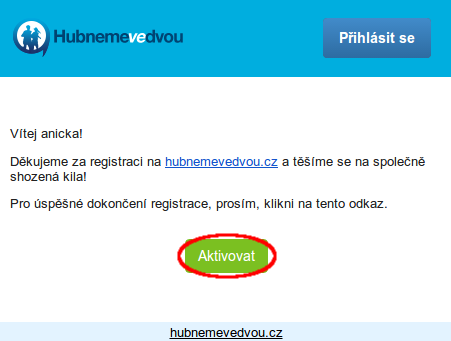 Hubnemevedvou
Přihlásit se
Vítej anicka!
Děkujeme za registraci na hubnemevedvou.cz a těšíme se na společně
shozená kila!
Pro úspěšné dokončení registrace, prosím, klikni na tento odkaz.
Aktivovat
hubnemevedvou.cz